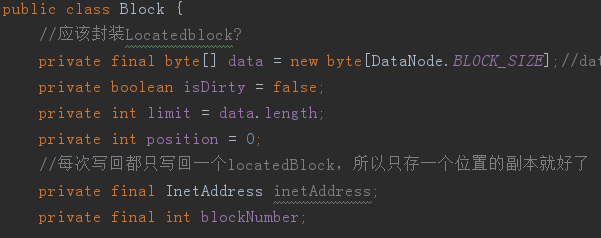 public class Block {
//应该封装Locatedblock?
private final byte[] data = new byte[DataNode.BLOCK_SIZE];//dat
private boolean isDirty = false;
private int limit = data.length;
private int position = 0;
//每次写回都只写回一个locatedBlock，所以只存一个位置的副本就好了
private final InetAddress inetAddress;
private final int blockNumber;